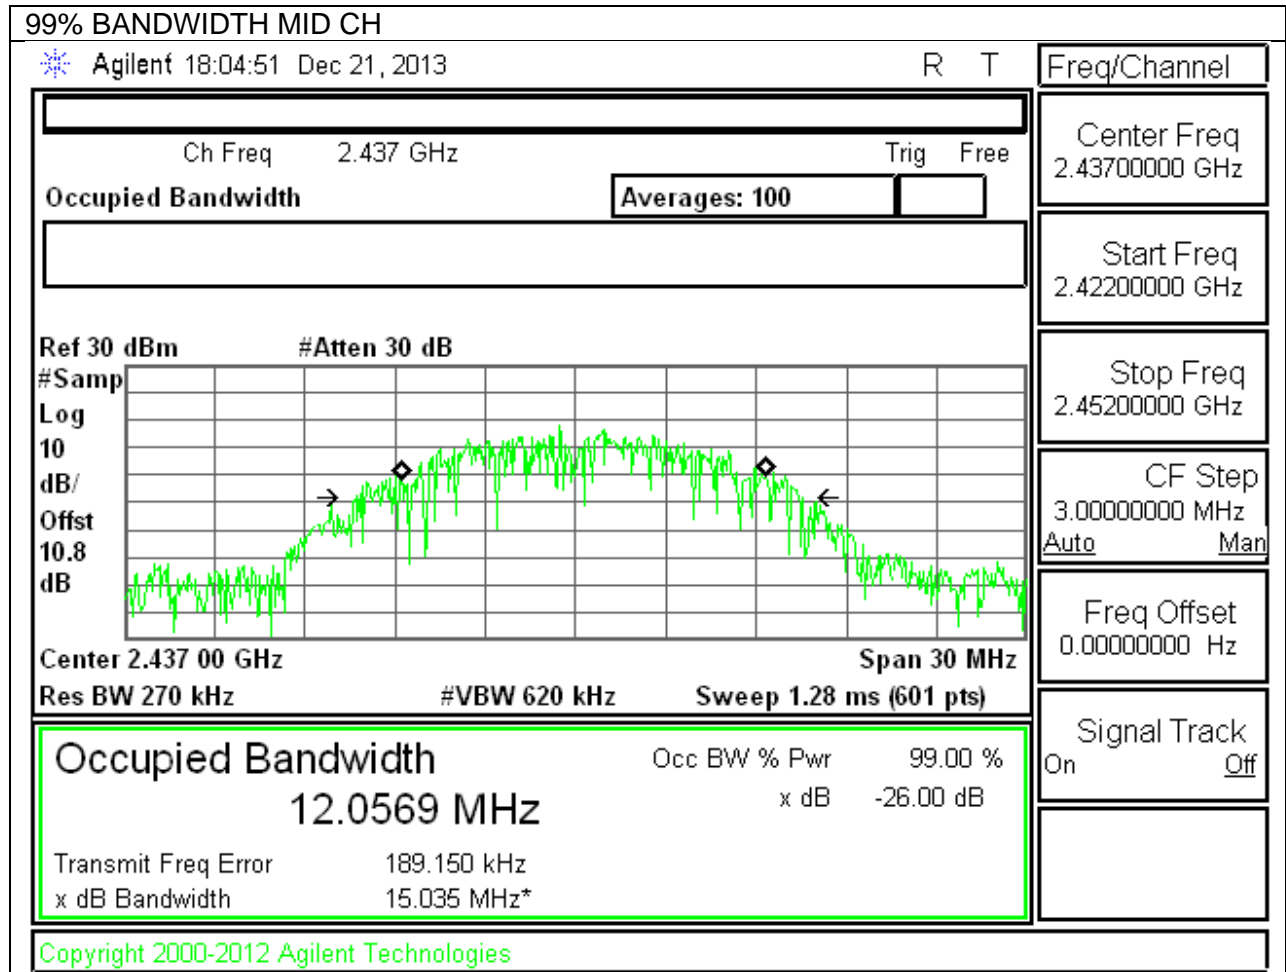 99% BANDWIDTH MID CH
Agilent 18:04:51 Dec 21, 2013 R T
Freq/Channel
Ch Freq 2.437 GHz Trig Free
Occupied Bandwidth Averages: 100
Center Freq
2.43700000 GHz
Start Freq
2.42200000 GHz
Stop Freq
2.45200000 GHz
CF Step
3.00000000 MHz
Auto Man
Freq Offset
0.00000000 Hz
Signal Track
On Off
Ref 30 dBm #Atten 30 dB
#Samp
Log
10
dB/
Offst
10.8
dB
Center 2.437 00 GHz Span 30 MHz
Res BW 270 kHz #VBW 620 kHz Sweep 1.28 ms (601 pts)
Occupied Bandwidth Occ BW % Pwr 99.00 %
12.0569 MHz x dB -26.00 dB
Transmit Freq Error 189.150 kHz
x dB Bandwidth 15.035 MHz*
Copyright 2000-2012 Agilent Technologies